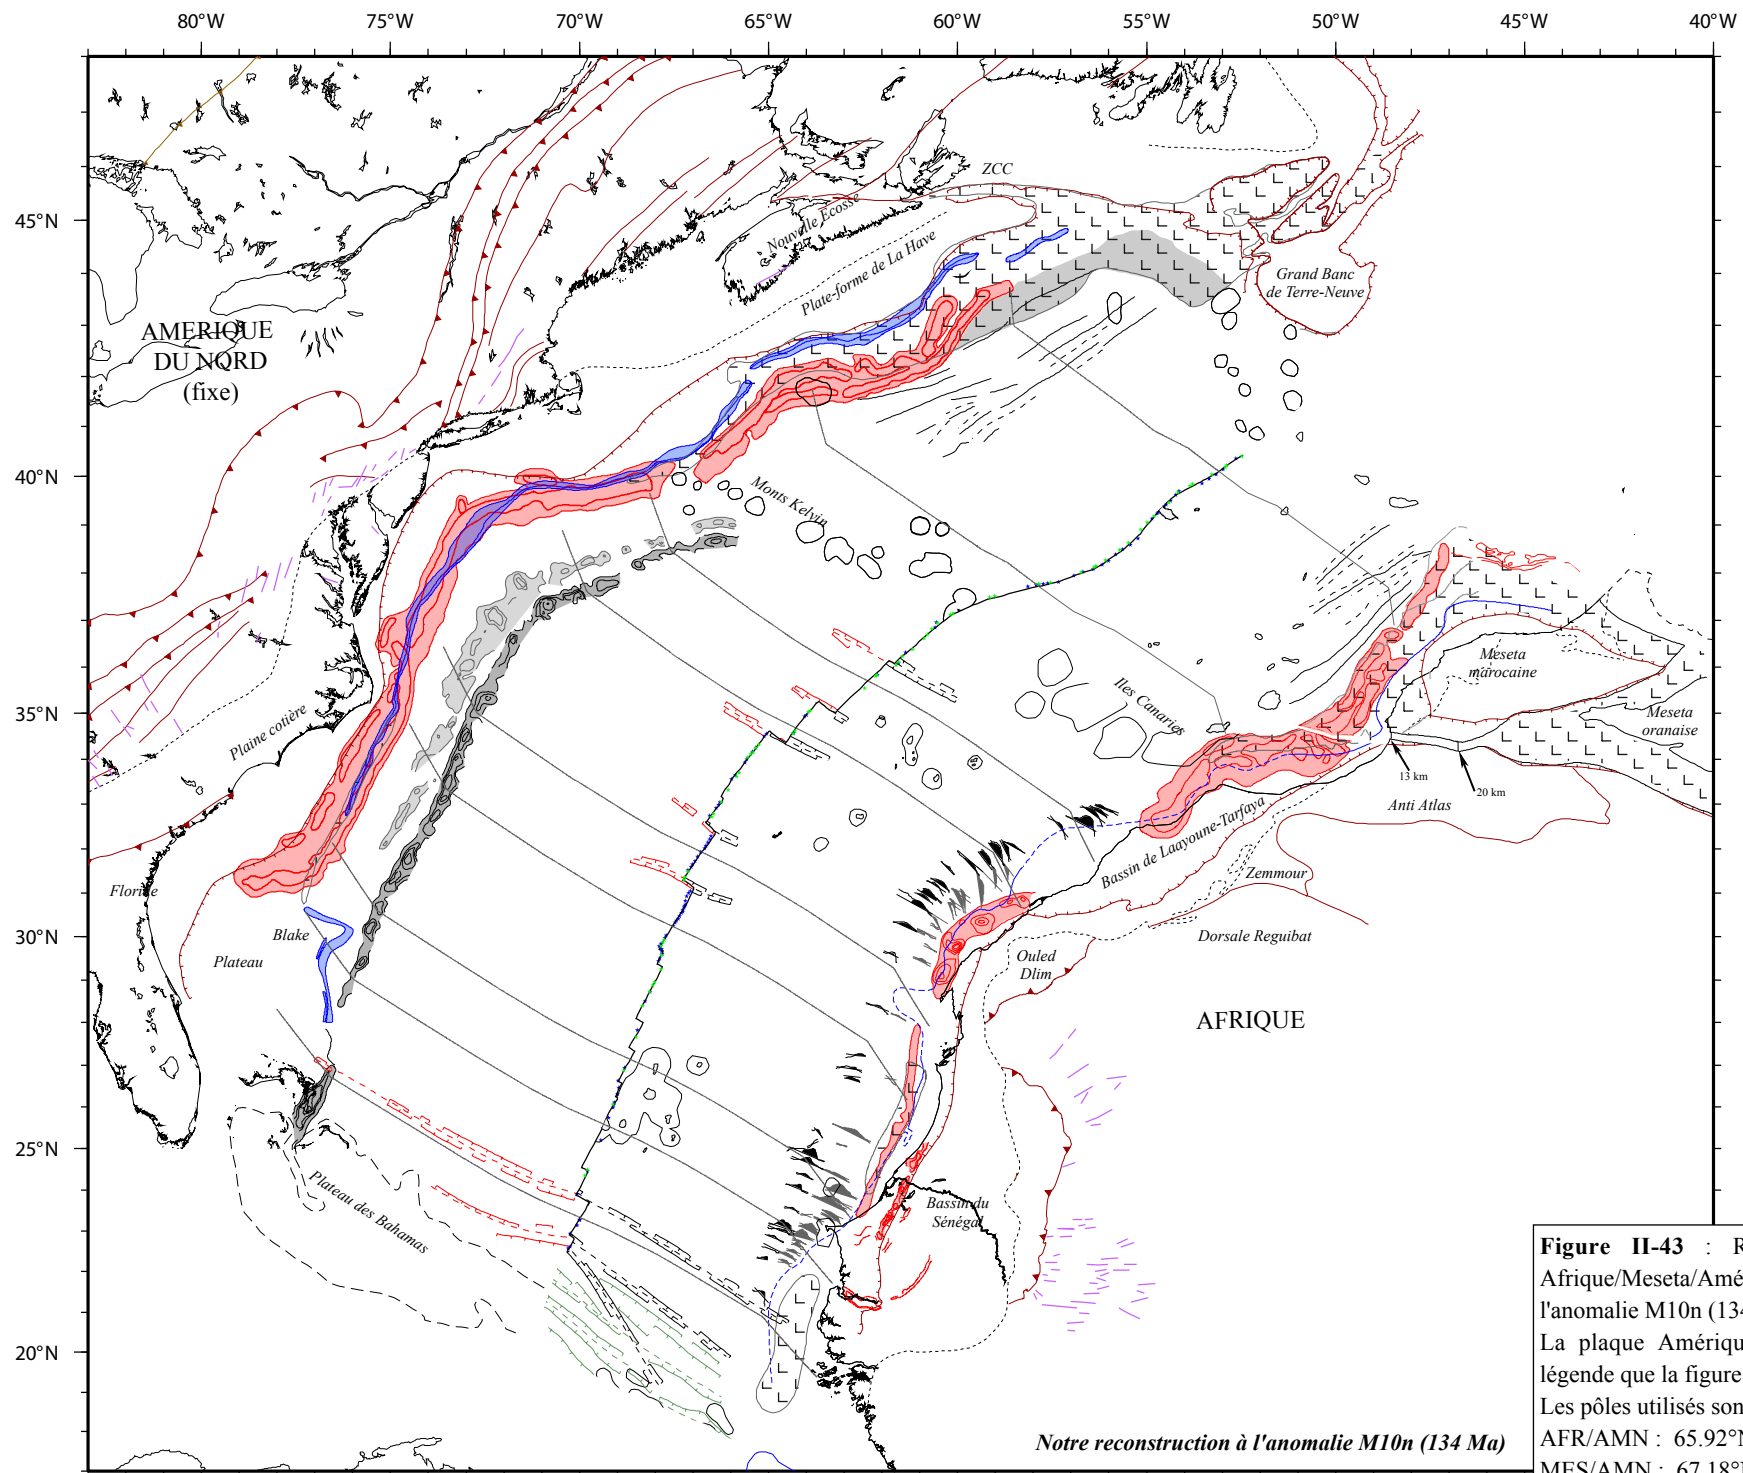 80°W 75°W 70°W 65°W 60°W 55°W 50°W 45°W 40°W
45°N
40°N
35°N
30°N
25°N
20°N
ZCC
Nouvelle Ecosse
Plate-forme de La Have
Grand Banc
de Terre-Neuve
AMERIQUE
DU NORD
(fixe)
Monts Kelvin
Plaine cotière
Iles Canaries
Meseta
marocaine
Meseta
oranaise
13 km
20 km
Anti Atlas
Bassin de Laayoune-Tarfaya
Zemmour
Floride
Blake
Plateau
Dorsale Reguibat
Ouled
Dlim
AFRIQUE
Plateau des Bahamas
Bassin du
Sénégal
Notre reconstruction à l'anomalie M10n (134 Ma)
Figure II-43 : R
Afrique/Meseta/Amé
l'anomalie M10n (134
La plaque Amériqu
légende que la figure
Les pôles utilisés son
AFR/AMN : 65.92°N
MES/AMN : 67.18°N